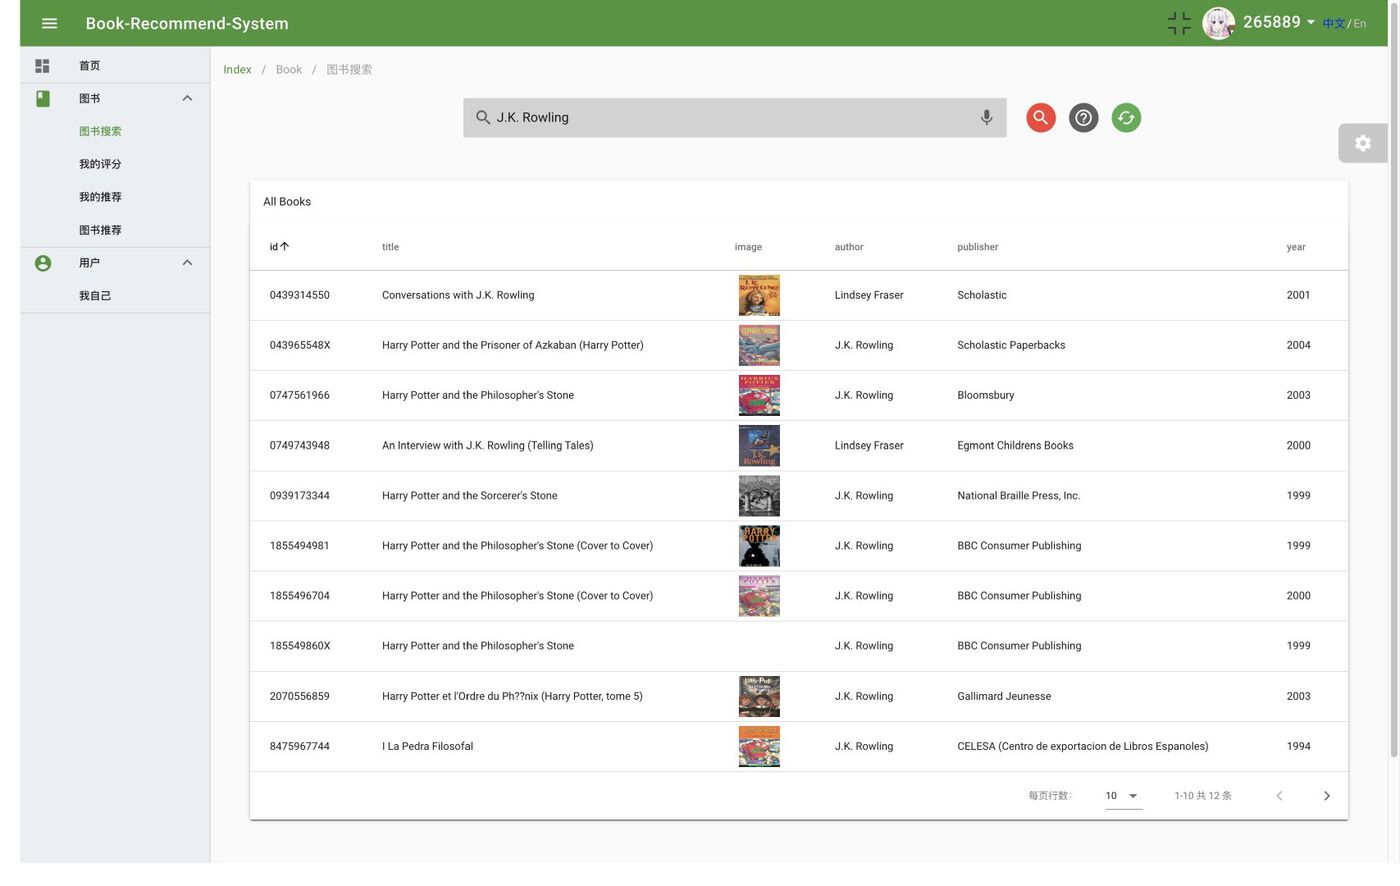 Book-Recommend-System
265889
中文/En
首页
图书
图书搜索
我的评分
我的推荐
图书推荐
用户
我自己
Index / Book / 图书搜索
J.K. Rowling
All Books
id title image author publisher year
0439314550 Conversations with J.K. Rowling Lindsey Fraser Scholastic 2001
043965548X Harry Potter and the Prisoner of Azkaban (Harry Potter) J.K. Rowling Scholastic Paperbacks 2004
0747561966 Harry Potter and the Philosopher's Stone J.K. Rowling Bloomsbury 2003
0749743948 An Interview with J.K. Rowling (Telling Tales) Lindsey Fraser Egmont Childrens Books 2000
0939173344 Harry Potter and the Sorcerer's Stone J.K. Rowling National Braille Press, Inc. 1999
1855494981 Harry Potter and the Philosopher's Stone (Cover to Cover) HARRY POTTER J.K. Rowling BBC Consumer Publishing 1999
1855496704 Harry Potter and the Philosopher's Stone (Cover to Cover) J.K. Rowling BBC Consumer Publishing 2000
185549860X Harry Potter and the Philosopher's Stone J.K. Rowling BBC Consumer Publishing 1999
2070556859 Harry Potter et l'Ordre du Ph??nix (Harry Potter, tome 5) J.K. Rowling Gallimard Jeunesse 2003
8475967744 I La Pedra Filosofal J.K. Rowling CELESA (Centro de exportacion de Libros Espanoles) 1994
每页行数: 10 1-10 共 12 条